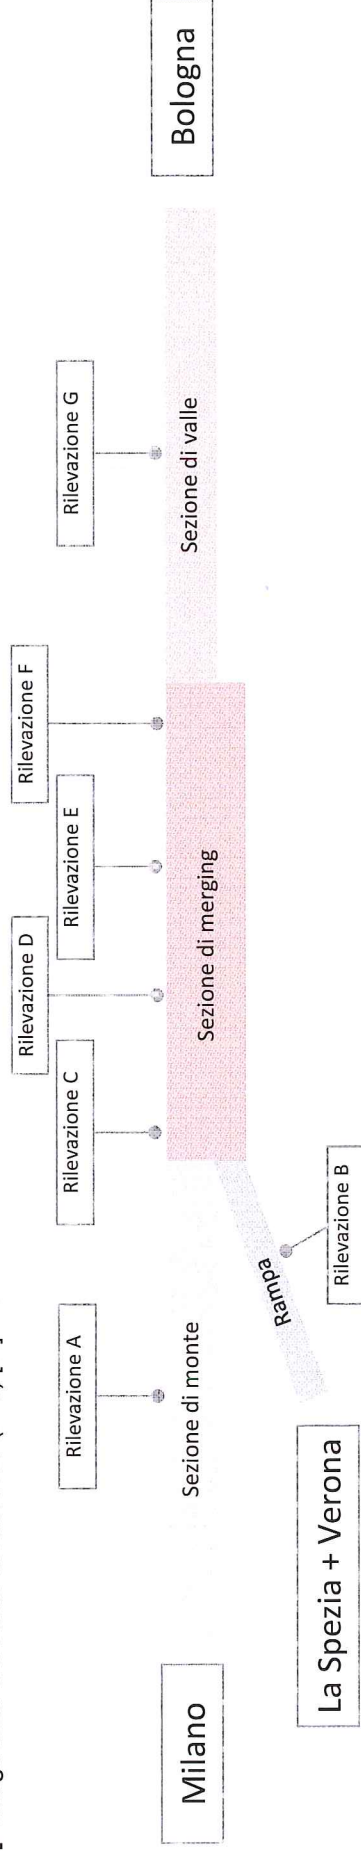 Rilevazione D
Rilevazione F
Rilevazione A
Rilevazione C
Rilevazione E
Rilevazione G
Milano
Sezione di monte
Sezione di merging
Sezione di valle
Bologna
Rampa
La Spezia + Verona
Rilevazione B